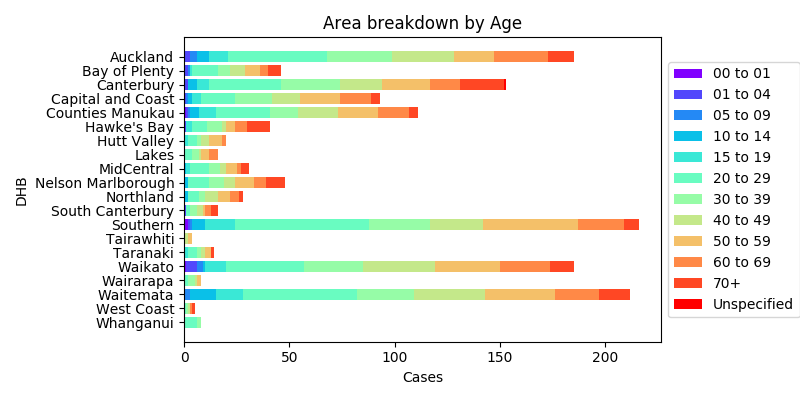 Area breakdown by Age
DHB
Auckland
Bay of Plenty
Canterbury
Capital and Coast
Counties Manukau
Hawke's Bay
Hutt Valley
Lakes
MidCentral
Nelson Marlborough
Northland
South Canterbury
Southern
Tairawhiti
Taranaki
Waikato
Wairarapa
Waitemata
West Coast
Whanganui
0 50 100 150 200
Cases
00 to 01
01 to 04
05 to 09
10 to 14
15 to 19
20 to 29
30 to 39
40 to 49
50 to 59
60 to 69
70+
Unspecified